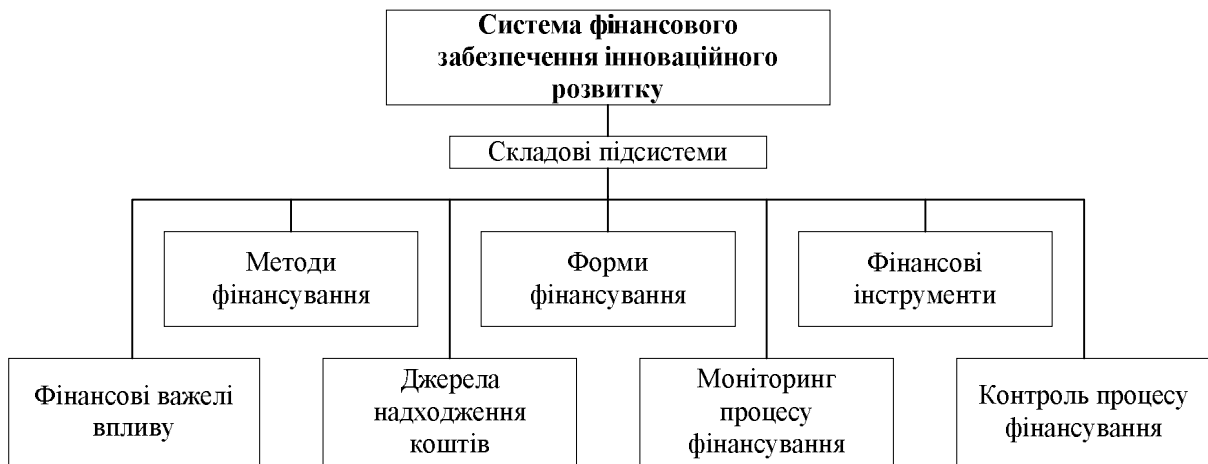 Система фінансового
забезпечення інноваційного
розвитку
Складові підсистеми
Методи
фінансування
Форми
фінансування
Фінансові
інструменти
Фінансові важелі
впливу
Джерела
надходження
коштів
Моніторинг
процесу
фінансування
Контроль процесу
фінансування